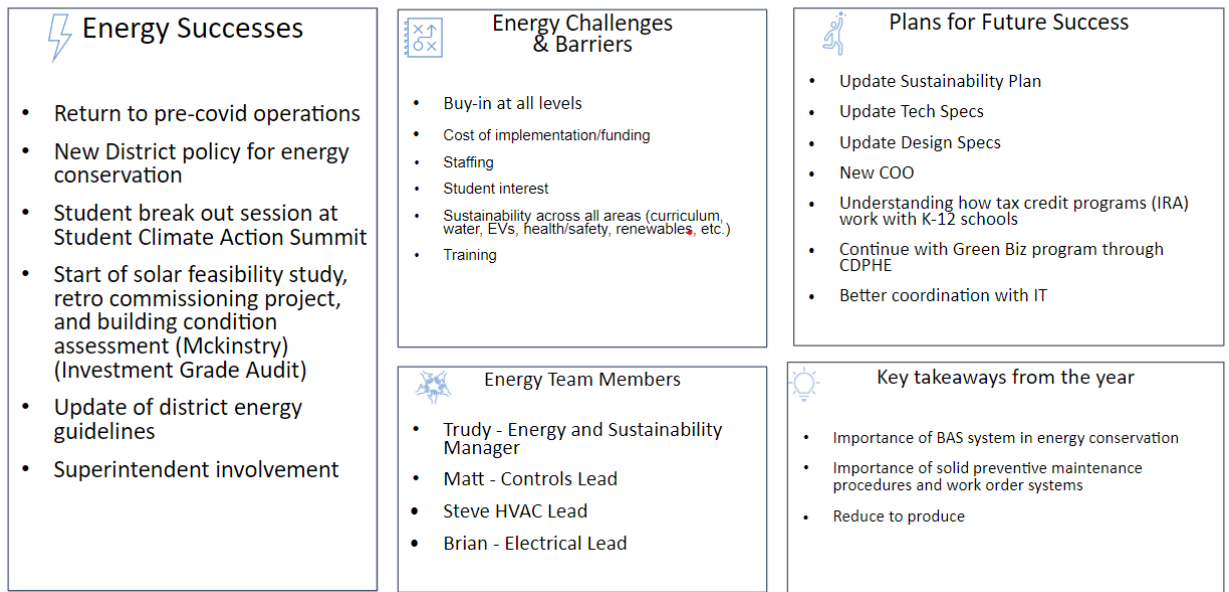 Energy Successes
• Return to pre-covid operations
• New District policy for energy
conservation
• Student break out session at
Student Climate Action Summit
• Start of solar feasibility study,
retro commissioning project,
and building condition
assessment (Mckinstry)
(Investment Grade Audit)
• Update of district energy
guidelines
• Superintendent involvement
Energy Challenges
& Barriers
• Buy-in at all levels
• Cost of implementation/funding
• Staffing
• Student interest
• Sustainability across all areas (curriculum,
water, EVs, health/safety, renewables, etc.)
• Training
Energy Team Members
• Trudy - Energy and Sustainability
Manager
• Matt - Controls Lead
• Steve HVAC Lead
• Brian - Electrical Lead
Plans for Future Success
• Update Sustainability Plan
• Update Tech Specs
• Update Design Specs
• New COO
• Understanding how tax credit programs (IRA)
work with K-12 schools
• Continue with Green Biz program through
CDPHE
• Better coordination with IT
Key takeaways from the year
• Importance of BAS system in energy conservation
• Importance of solid preventive maintenance
procedures and work order systems
• Reduce to produce